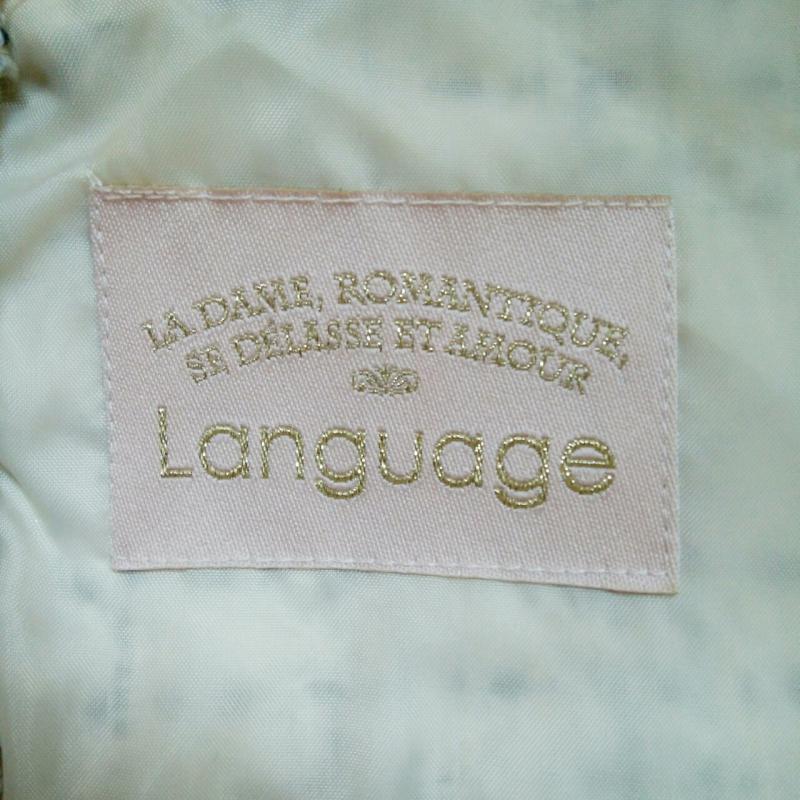 LA DAME, ROMANTIQUE,
SE DÉLASSE ET AMOUR
Language